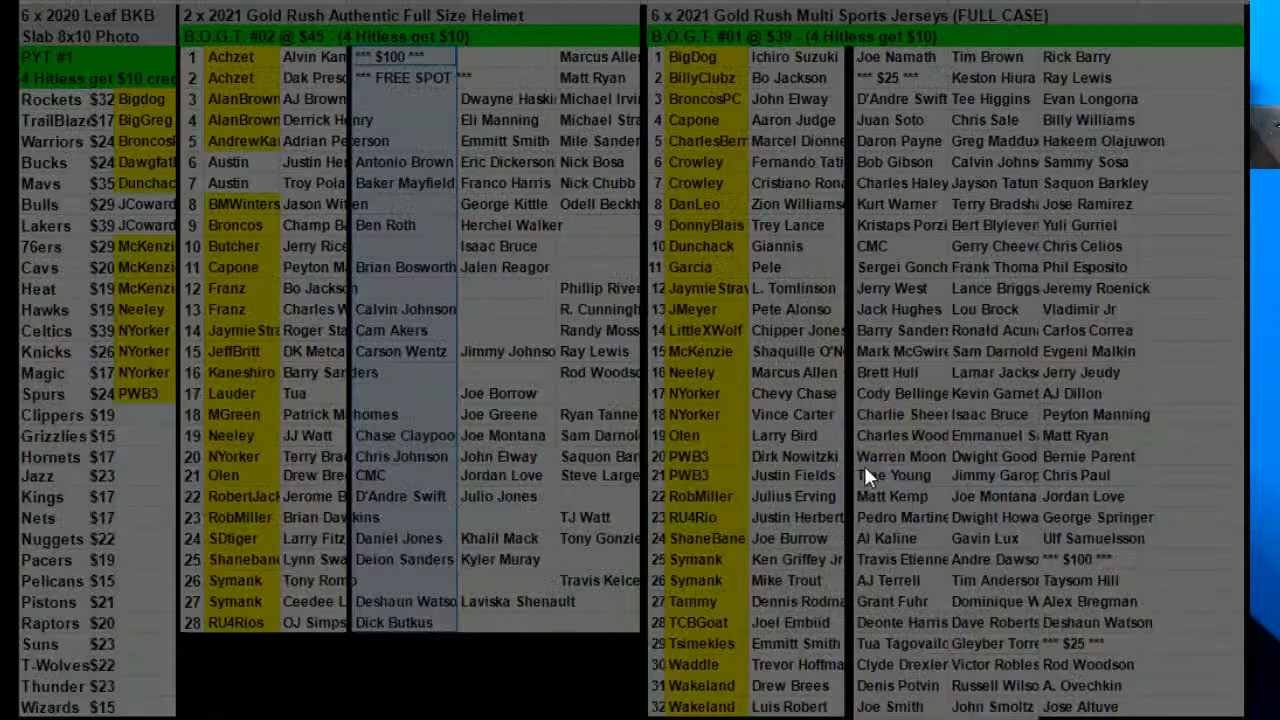 6 x 2020 Leaf BKB
Slab 8x10 Photo
PYT #1
4 Hitless get $10 cre
Rockets $32 Bigdog
TrailBlaze $17 BigGreg
Warriors $24 Broncos
Bucks $24 Dawgfat
Mavs $35 Dunchac
Bulls $29 JCoward
Lakers $39 JCoward
76ers $29 McKenzi
Cavs $20 McKenzi
Heat $19 McKenzi
Hawks $19 Neeley
Celtics $39 NYorker
Knicks $26 NYorker
Magic $17 NYorker
Spurs $24 PWB3
Clippers $19
Grizzlies $15
Hornets $17
Jazz $23
Kings $17
Nets $17
Nuggets $22
Pacers $19
Pelicans $15
Pistons $21
Raptors $20
Suns $23
T-Wolves $22
Thunder $23
Wizards $15
2 x 2021 Gold Rush Authentic Full Size Helmet
B.O.G.T. #02 @ $45 - (4 Hitless get $10)
1 Achzet Alvin Kan *** $100 *** Marcus Alle
2 Achzet Dak Presc *** FREE SPOT *** Matt Ryan
3 AlanBrown AJ Brown Dwayne Haski Michael Irvi
4 AlanBrown Derrick Henry Eli Manning Michael Stra
5 AndrewKai Adrian Peterson Emmitt Smith Mile Sander
6 Austin Justin Her Antonio Brown Eric Dickerson Nick Bosa
7 Austin Troy Pola Baker Mayfield Franco Harris Nick Chubb
8 BMWinters Jason Witten George Kittle Odell Beckh
9 Broncos Champ Ba Ben Roth Herchel Walker
10 Butcher Jerry Rice Isaac Bruce
11 Capone Peyton M Brian Bosworth Jalen Reagor
12 Franz Bo Jackson Phillip River
13 Franz Charles W Calvin Johnson R. Cunningh
14 JaymieStra Roger Sta Cam Akers Randy Moss
15 JeffBritt DK Metca Carson Wentz Jimmy Johnso Ray Lewis
16 Kaneshiro Barry Sanders Rod Woods
17 Lauder Tua Joe Borrow
18 MGreen Patrick Mahomes Joe Greene Ryan Tanne
19 Neeley JJ Watt Chase Claypoo Joe Montana Sam Darnol
20 NYorker Terry Bra Chris Johnson John Elway Saquon Bar
21 Olen Drew Bre CMC Jordan Love Steve Large
22 RobertJack Jerome B D'Andre Swift Julio Jones
23 RobMiller Brian Dawkins TJ Watt
24 SDtiger Larry Fitz Daniel Jones Khalil Mack Tony Gonzle
25 Shanebane Lynn Swa Deion Sanders Kyler Muray
26 Symank Tony Romo Travis Kelce
27 Symank Ceedee L Deshaun Watso Laviska Shenault
28 RU4Rios OJ Simps Dick Butkus
6 x 2021 Gold Rush Multi Sports Jerseys (FULL CASE)
B.O.G.T. #01 @ $39 - (4 Hitless get $10)
1 BigDog Ichiro Suzuki Joe Namath Tim Brown Rick Barry
2 BillyClubz Bo Jackson *** $25 *** Keston Hiura Ray Lewis
3 BroncosPC John Elway D'Andre Swift Tee Higgins Evan Longoria
4 Capone Aaron Judge Juan Soto Chris Sale Billy Williams
5 CharlesBerr Marcel Dionne Daron Payne Greg Maddux Hakeem Olajuwon
6 Crowley Fernando Tati Bob Gibson Calvin Johns Sammy Sosa
7 Crowley Cristiano Rona Charles Haley Jayson Tatum Saquon Barkley
8 DanLeo Zion Williams Kurt Warner Terry Bradsh Jose Ramirez
9 DonnyBlais Trey Lance Kristaps Porzi Bert Blyleven Yuli Gurriel
10 Dunchack Giannis CMC Gerry Cheev Chris Celios
11 Garcia Pele Sergei Gonch Frank Thoma Phil Esposito
12 JaymieStrav L. Tomlinson Jerry West Lance Briggs Jeremy Roenick
13 JMeyer Pete Alonso Jack Hughes Lou Brock Vladimir Jr
14 LittleXWolf Chipper Jones Barry Sanders Ronald Acun Carlos Correa
15 McKenzie Shaquille O'N Mark McGwire Sam Darnold Evgeni Malkin
16 Neeley Marcus Allen Brett Hull Lamar Jacks Jerry Jeudy
17 NYorker Chevy Chase Cody Bellinge Kevin Garnet AJ Dillon
18 NYorker Vince Carter Charlie Sheer Isaac Bruce Peyton Manning
19 Olen Larry Bird Charles Wood Emmanuel S Matt Ryan
20 PWB3 Dirk Nowitzki Warren Moon Dwight Good Bernie Parent
21 PWB3 Justin Fields Young Jimmy Garop Chris Paul
22 RobMiller Julius Erving Matt Kemp Joe Montana Jordan Love
23 RU4Rio Justin Herbert Pedro Martine Dwight Howa George Springer
24 ShaneBane Joe Burrow Al Kaline Gavin Lux Ulf Samuelsson
25 Symank Ken Griffey Jr Travis Etienne Andre Dawso *** $100 ***
26 Symank Mike Trout AJ Terrell Tim Anderson Taysom Hill
27 Tammy Dennis Rodma Grant Fuhr Dominique W Alex Bregman
28 TCBGoat Joel Embiid Deonte Harris Dave Roberts Deshaun Watson
29 Tsimekles Emmitt Smith Tua Tagovailo Gleyber Torre *** $25 ***
30 Waddle Trevor Hoffma Clyde Drexler Victor Robles Rod Woodson
31 Wakeland Drew Brees Denis Potvin Russell Wilso A. Ovechkin
32 Wakeland Luis Robert Joe Smith John Smoltz Jose Altuve